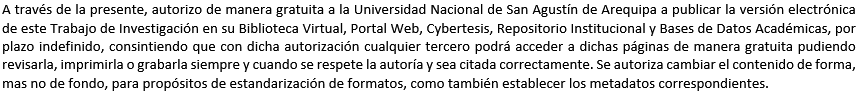 A través de la presente, autorizo de manera gratuita a la Universidad Nacional de San Agustín de Arequipa a publicar la versión electrónica
de este Trabajo de Investigación en su Biblioteca Virtual, Portal Web, Cybertesis, Repositorio Institucional y Bases de Datos Académicas, por
plazo indefinido, consintiendo que con dicha autorización cualquier tercero podrá acceder a dichas páginas de manera gratuita pudiendo
revisarla, imprimirla o grabarla siempre y cuando se respete la autoría y sea citada correctamente. Se autoriza cambiar el contenido de forma,
mas no de fondo, para propósitos de estandarización de formatos, como también establecer los metadatos correspondientes.